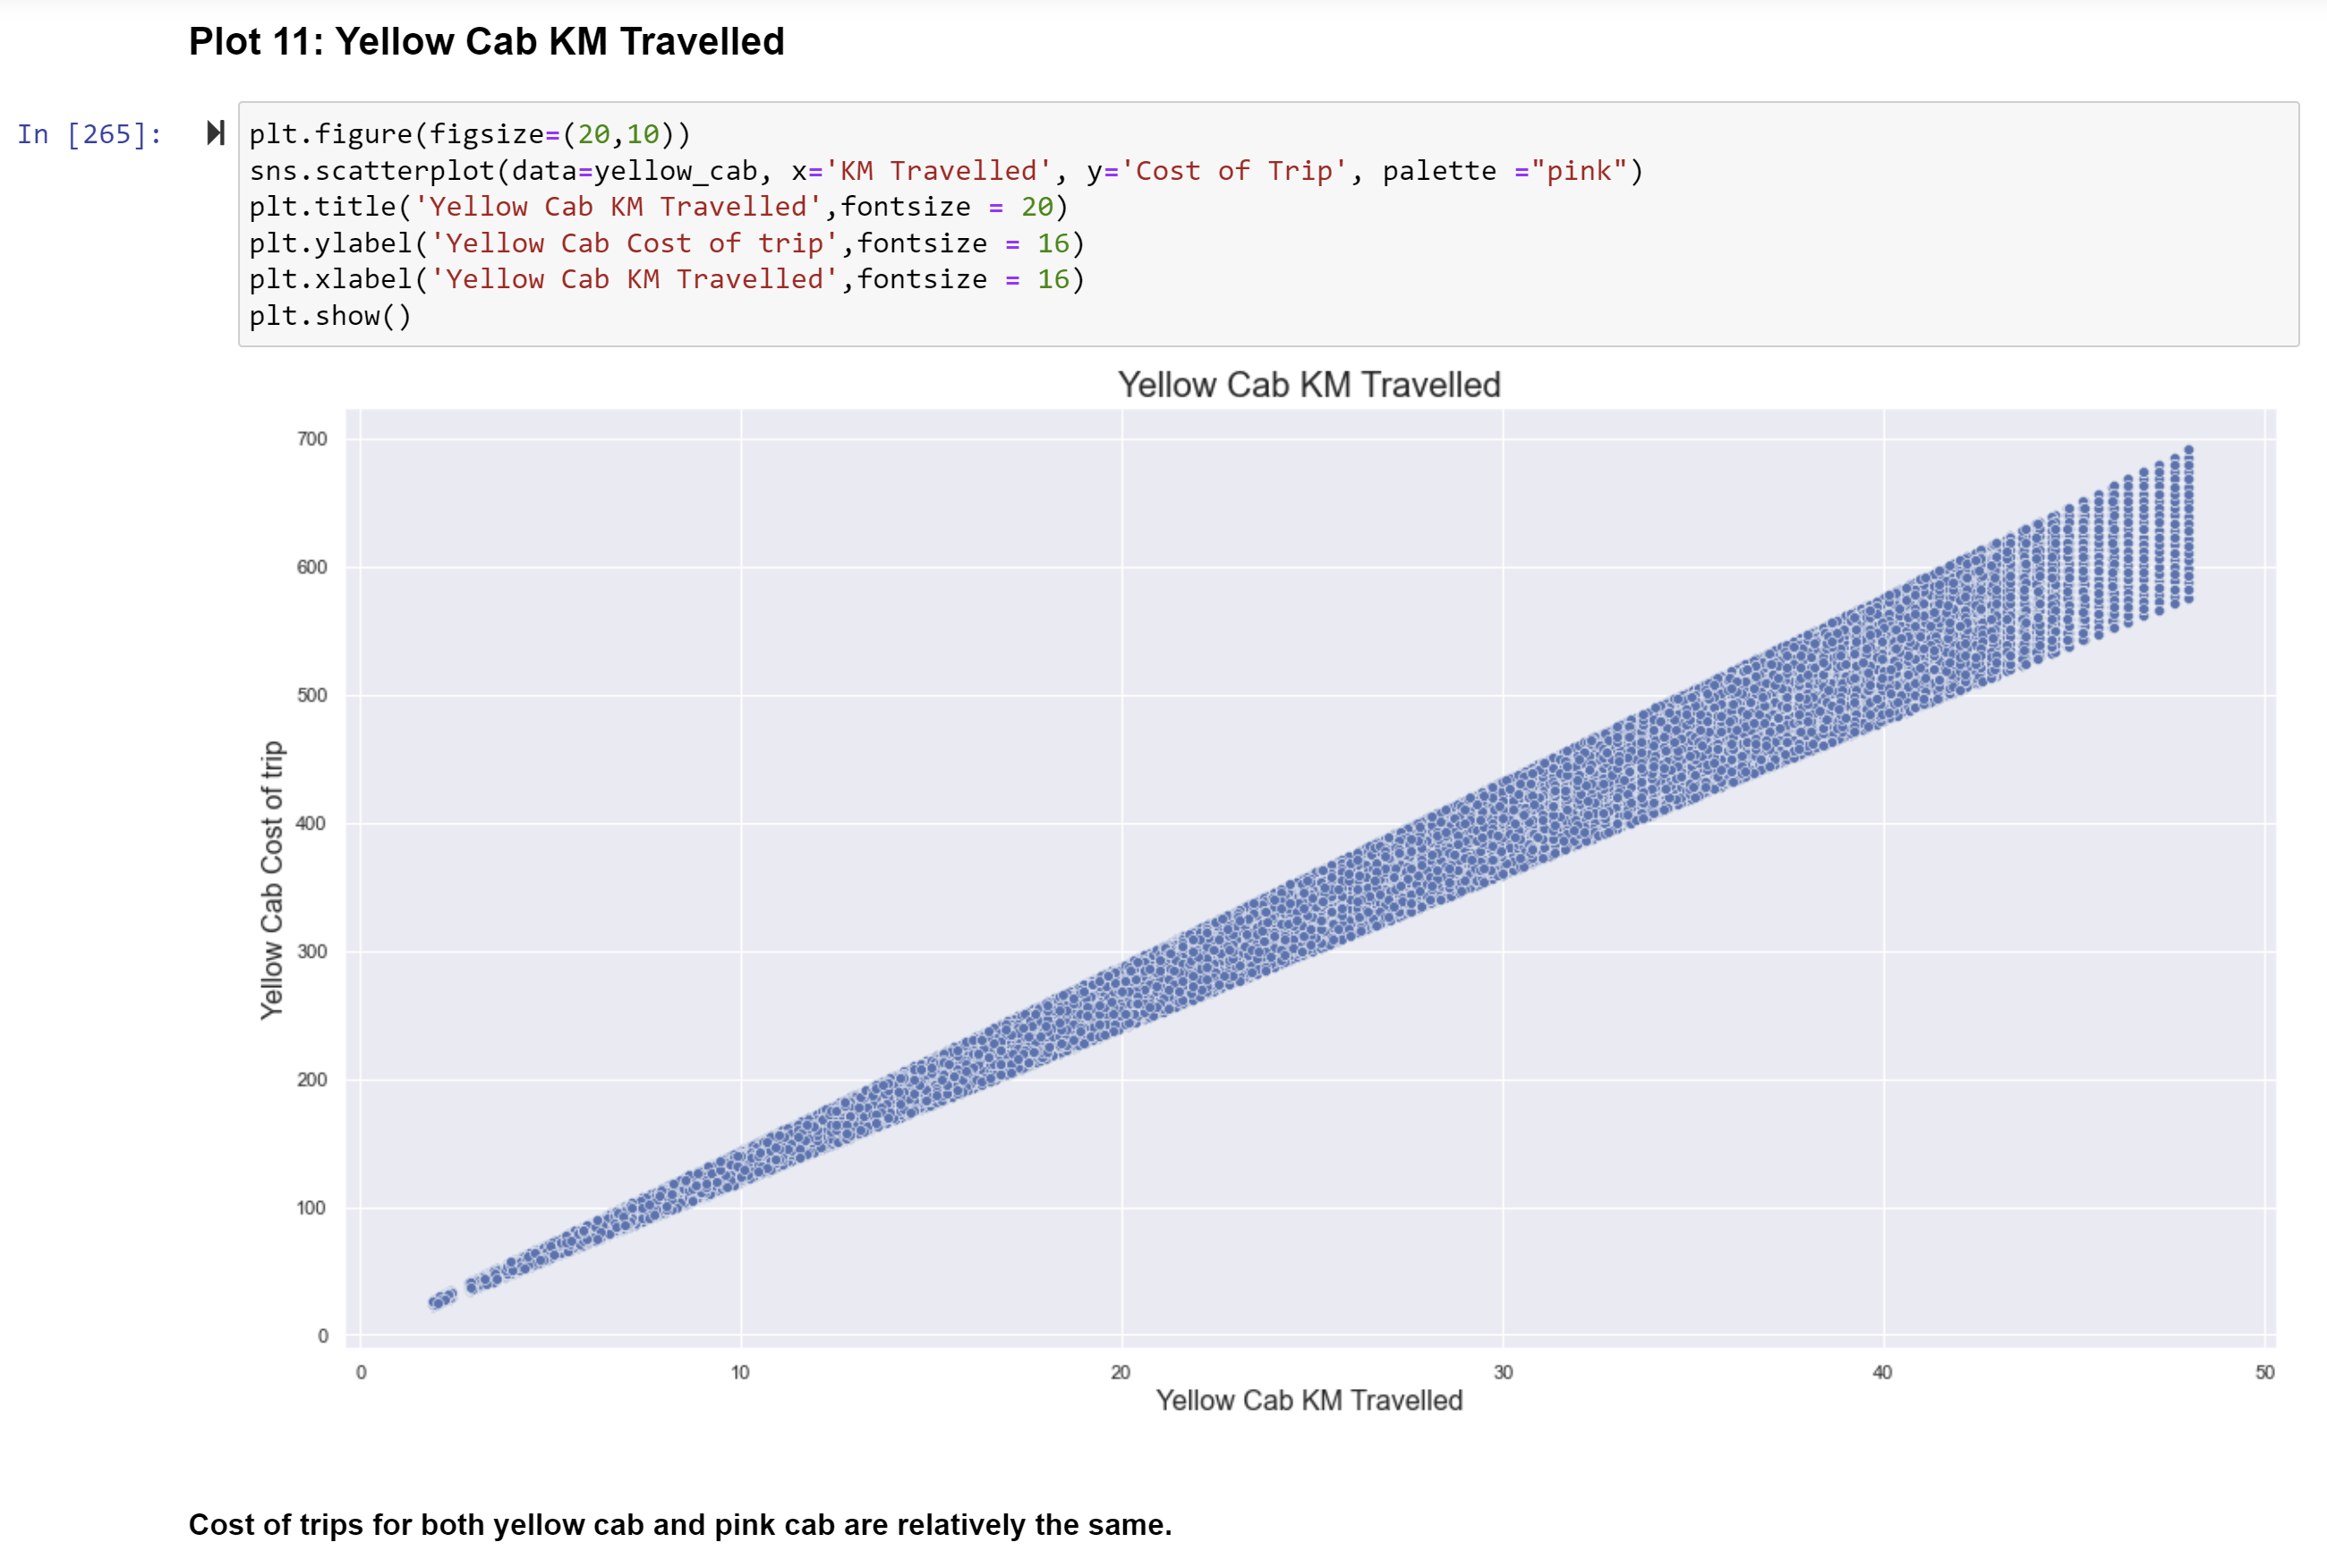 Plot 11: Yellow Cab KM Travelled
In [265]:
plt.figure(figsize=(20,10))
sns.scatterplot(data=yellow_cab, x='KM Travelled', y='Cost of Trip', palette ="pink")
plt.title('Yellow Cab KM Travelled',fontsize = 20)
plt.ylabel('Yellow Cab Cost of trip',fontsize = 16)
plt.xlabel('Yellow Cab KM Travelled',fontsize = 16)
plt.show()
Yellow Cab KM Travelled
700
600
500
400
300
200
100
0
Yellow Cab Cost of trip
0 10 20 30 40 50
Yellow Cab KM Travelled
Cost of trips for both yellow cab and pink cab are relatively the same.